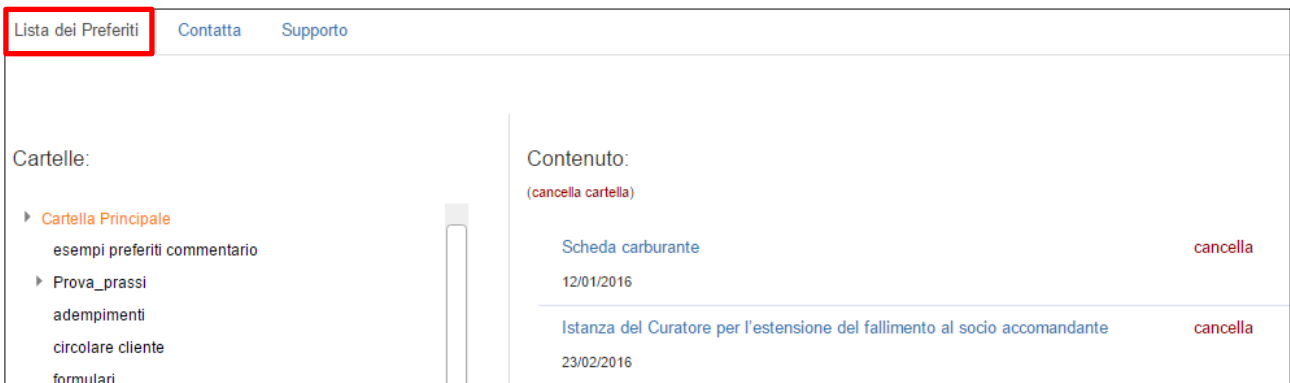 Lista dei Preferiti Contatta Supporto
Cartelle:
Cartella Principale
esempi preferiti commentario
Prova_prassi
adempimenti
circolare cliente
formulari
Contenuto:
(cancella cartella)
Scheda carburante cancella
12/01/2016
Istanza del Curatore per l'estensione del fallimento al socio accomandante cancella
23/02/2016